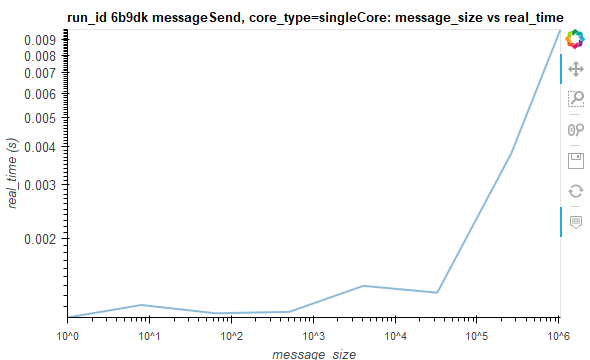 run_id 6b9dk messageSend, core_type=singleCore: message_size vs real_time
0.009
0.008
0.007
0.006
0.005
0.004
0.003
0.002
real_time (s)
10^0 10^1 10^2 10^3 10^4 10^5 10^6
message_size